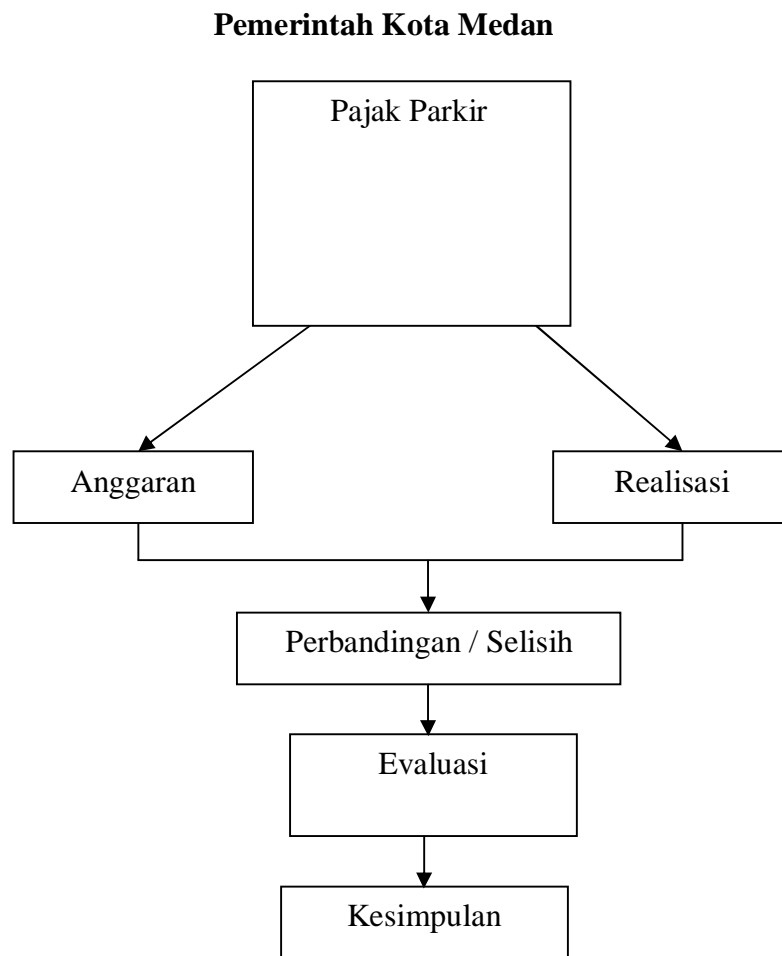 Pemerintah Kota Medan
Pajak Parkir
Anggaran
Realisasi
Perbandingan / Selisih
Evaluasi
Kesimpulan